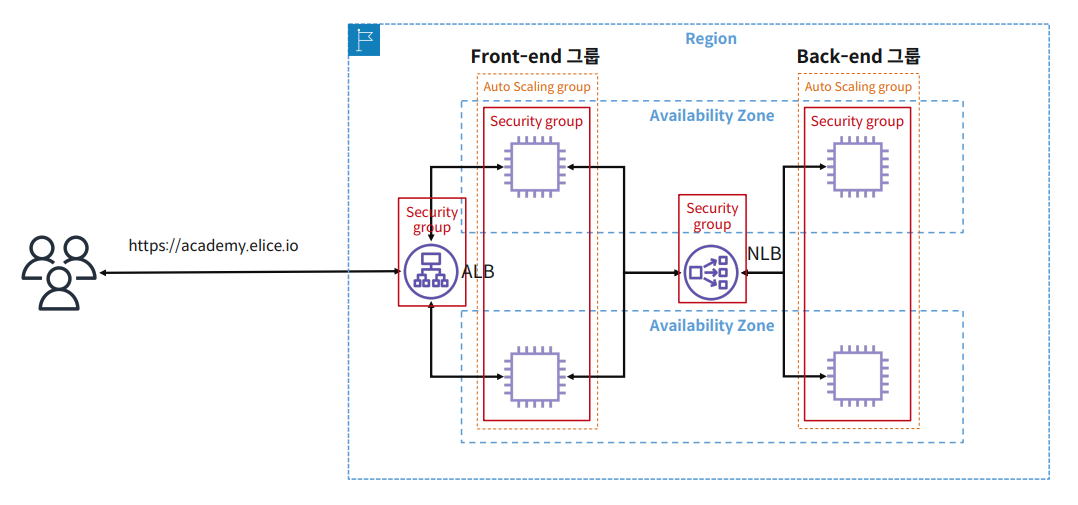 Region
Front-end 그룹
Back-end 그룹
Auto Scaling group
Auto Scaling group
Availability Zone
Security group
Security group
Security
group
Security
group
https://academy.elice.io
ALB
NLB
Availability Zone